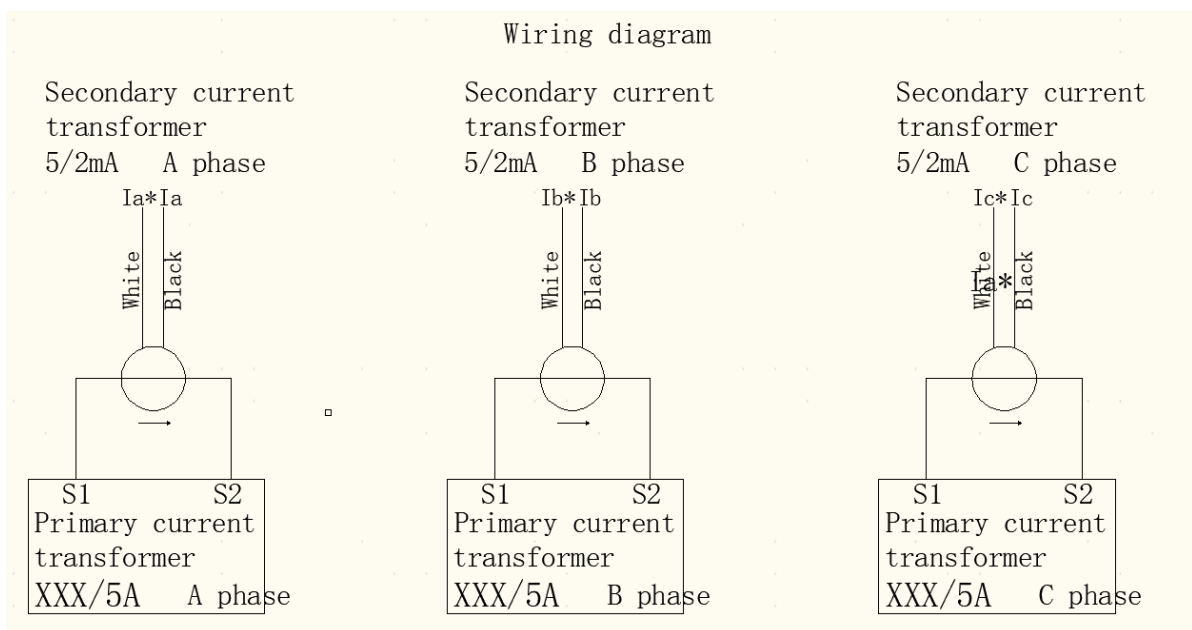 Wiring diagram
Secondary current
transformer
5/2mA A phase
Ia*Ia
White
Black
S1 S2
Primary current
transformer
XXX/5A A phase
Secondary current
transformer
5/2mA B phase
Ib*Ib
White
Black
S1 S2
Primary current
transformer
XXX/5A B phase
Secondary current
transformer
5/2mA C phase
Ic*Ic
White
Ia*
Black
S1 S2
Primary current
transformer
XXX/5A C phase